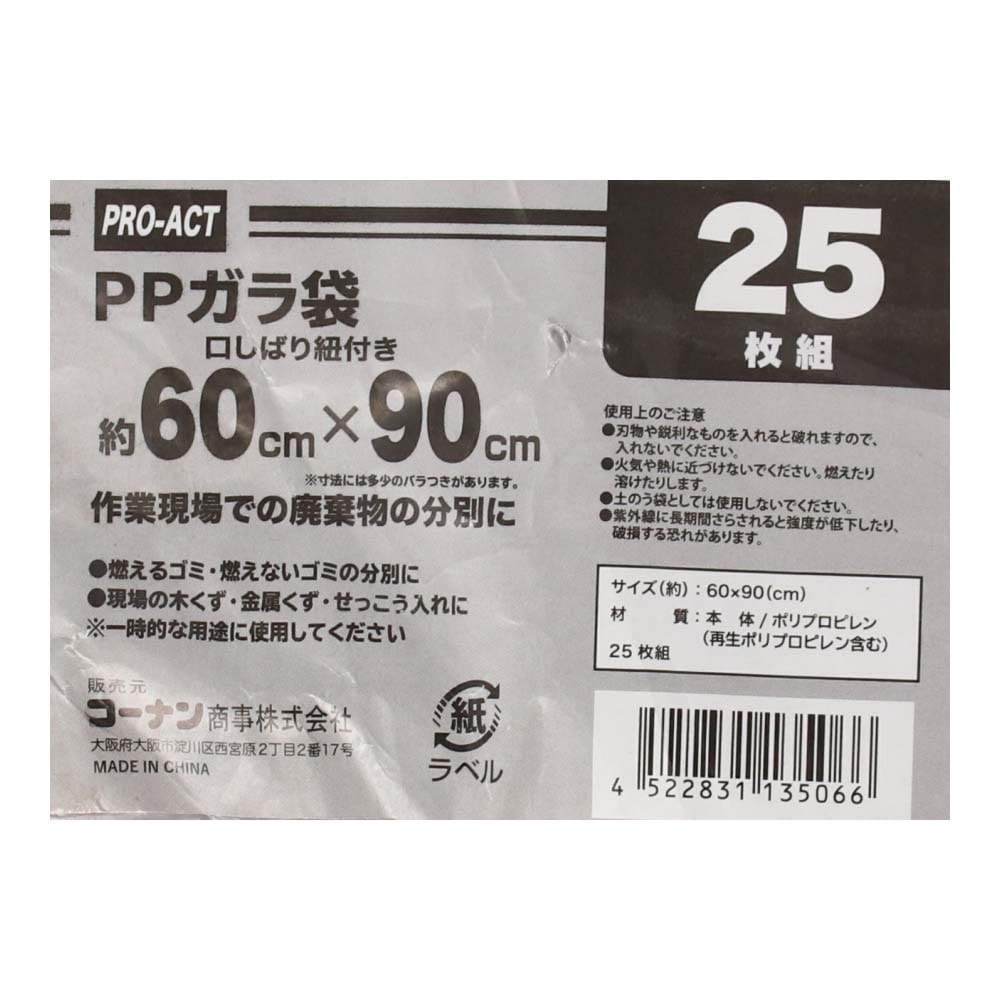 PRO-ACT
PPガラ袋
口しばり紐付き
約60cm×90cm
※寸法には多少のバラつきがあります。
作業現場での廃棄物の分別に
●燃えるゴミ・燃えないゴミの分別に
●現場の木くず・金属くず・せっこう入れに
※一時的な用途に使用してください
販売元
コーナン商事株式会社
大阪府大阪市淀川区西宮原2丁目2番17号
MADE IN CHINA
紙
ラベル
25
枚組
使用上のご注意
●刃物や鋭利なものを入れると破れますので、
入れないでください。
●火気や熱に近づけないでください。燃えたり
溶けたりします。
●土のう袋としては使用しないでください。
●紫外線に長期間さらされると強度が低下したり、
破損する恐れがあります。
サイズ(約)：60×90(cm)
材　質：本　体/ポリプロピレン
(再生ポリプロピレン含む)
25枚組
4 522831 135066